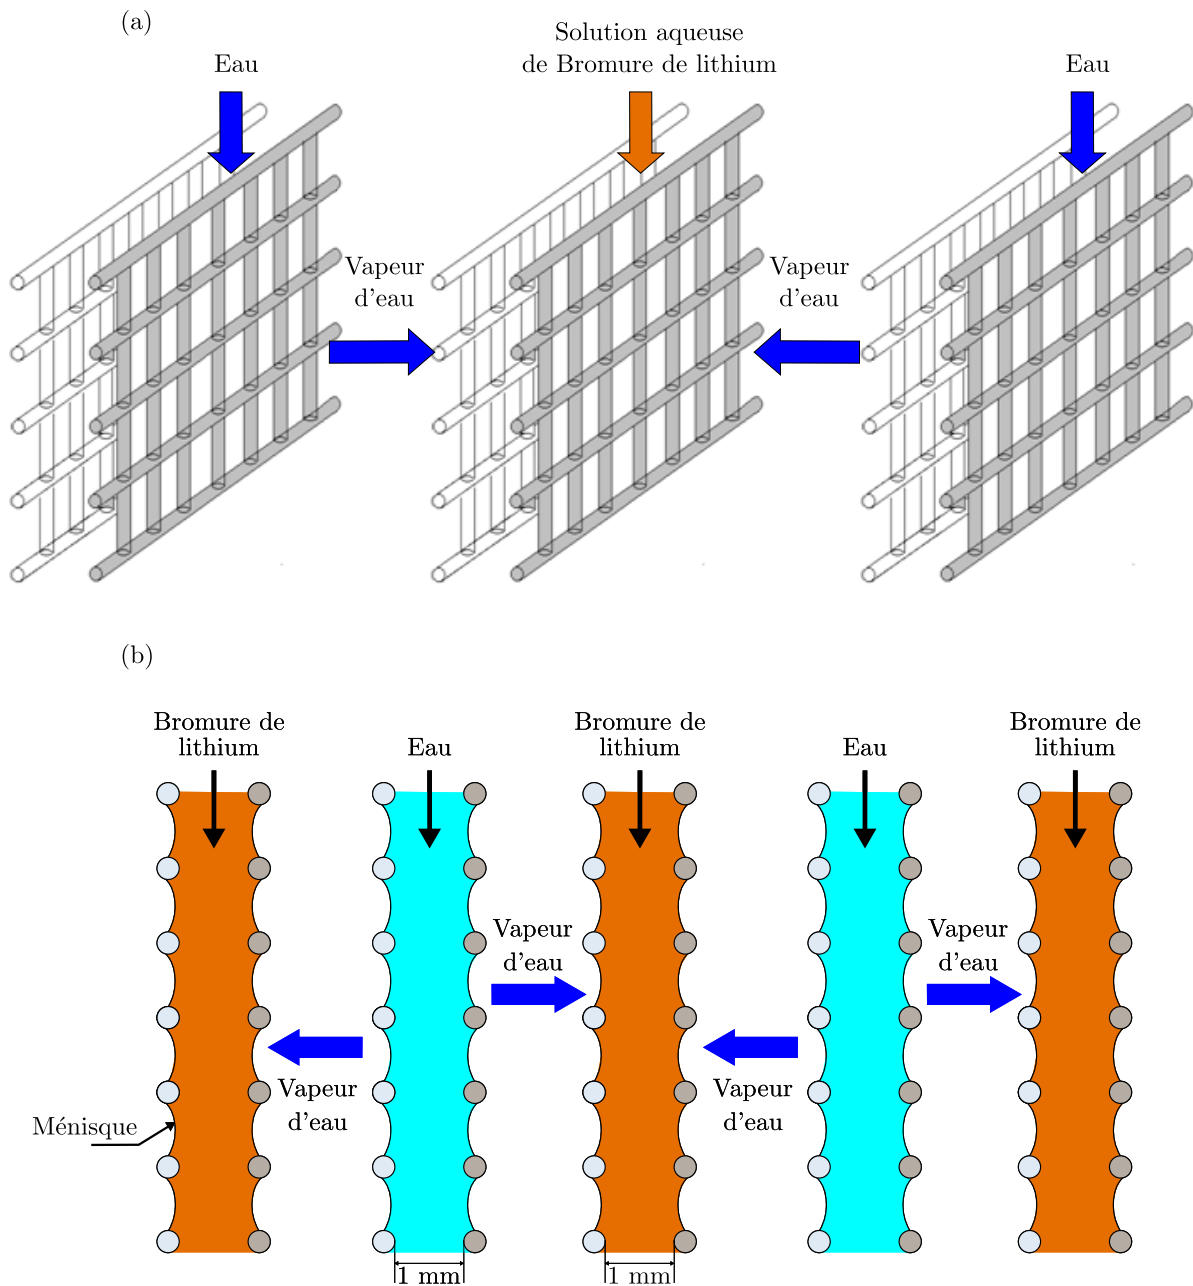 (a)
Solution aqueuse
de Bromure de lithium
Eau
Eau
Vapeur
d'eau
Vapeur
d'eau
(b)
Bromure de
lithium
Eau
Bromure de
lithium
Eau
Bromure de
lithium
Vapeur
d'eau
Vapeur
d'eau
Vapeur
d'eau
Vapeur
d'eau
Ménisque
1 mm
1 mm